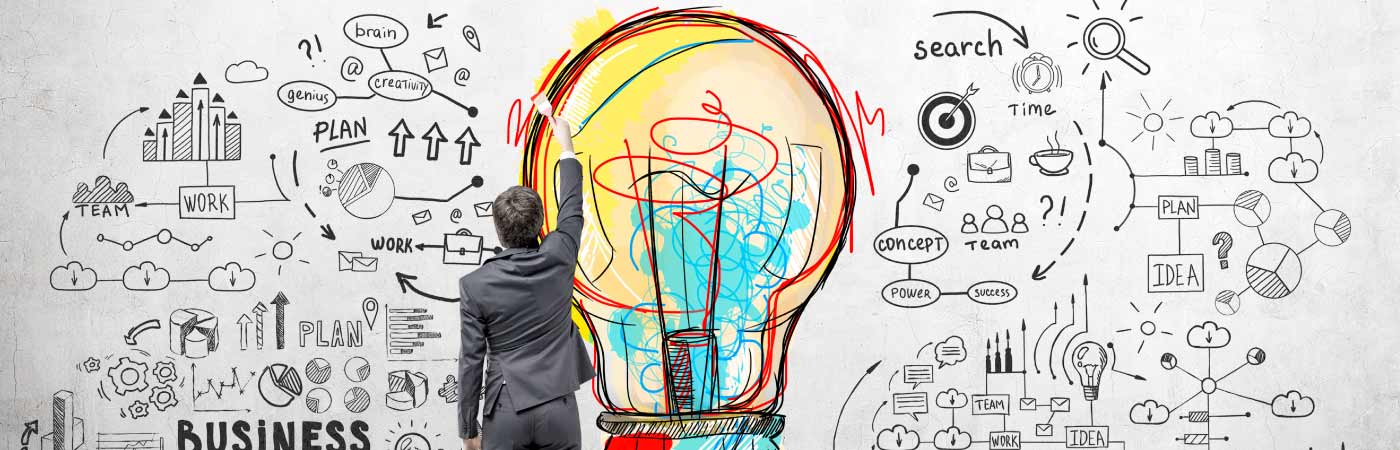 brain
?!
@
@
genius
creativity
PLAN
WORK
TEAM
@
WORK
PLAN
BUSINESS
search
TIME
@
?!
TEAM
CONCEPT
POWER
SUCCESS
PLAN
?
IDEA
TEAM
WORK
IDEA